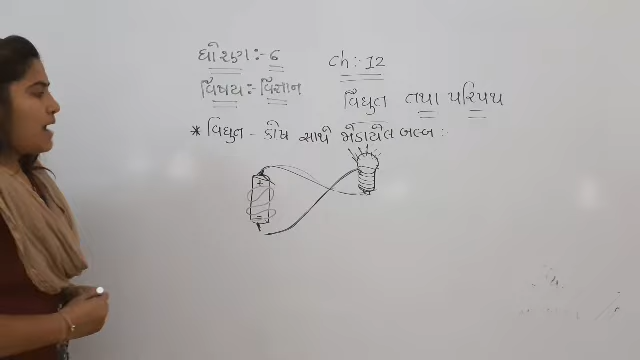 ધોરણ:- 6
ch:- 12
વિષય:- વિજ્ઞાન
વિદ્યુત તથા પરિપથ
* વિદ્યુત - કોષ સાથે જોડાયેલ બલ્બ :-
+
-